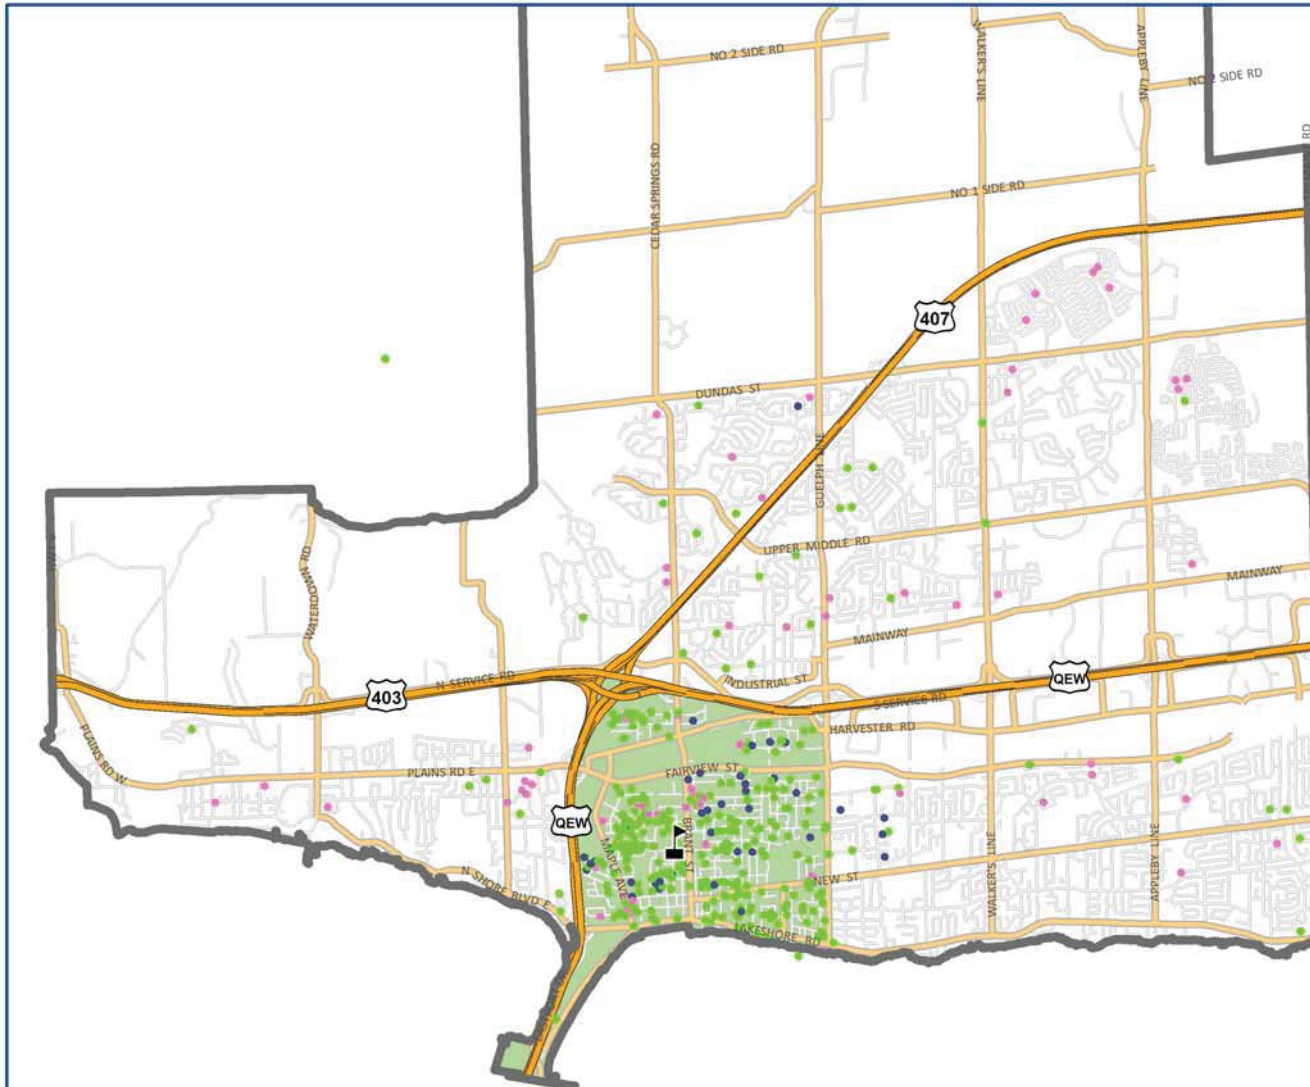 NO 2 SIDE RD
WALKER'S LINE
APPLEBY LINE
NO 2 SIDE RD
RD
CEDAR SPRINGS RD
NO 1 SIDE RD
407
DUNDAS ST
GUELPH LINE
UPPER MIDDLE RD
WATERDOWN RD
MAINWAY
MAINWAY
N SERVICE RD
403
INDUSTRIAL ST
QEW
S SERVICE RD
HARVESTER RD
PLAINS RD W
PLAINS RD E
FAIRVIEW ST
QEW
MAPLE AVE
BRANT ST
NEW ST
WALKER'S LINE
APPLEBY LINE
N SHORE BLVD E
LAKESHORE RD